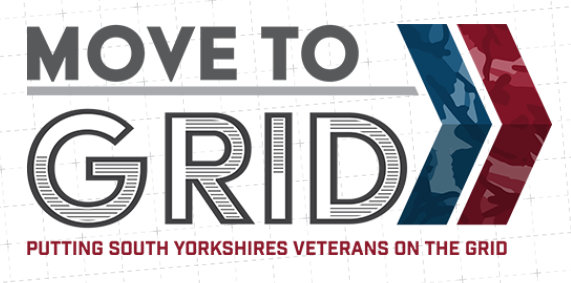 MOVE TO
GRID
PUTTING SOUTH YORKSHIRES VETERANS ON THE GRID